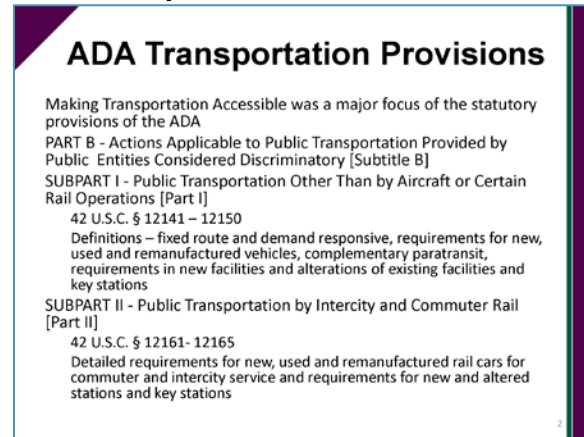 ADA Transportation Provisions
Making Transportation Accessible was a major focus of the statutory
provisions of the ADA
PART B - Actions Applicable to Public Transportation Provided by
Public Entities Considered Discriminatory [Subtitle B]
SUBPART I - Public Transportation Other Than by Aircraft or Certain
Rail Operations [Part I]
42 U.S.C. § 12141 – 12150
Definitions – fixed route and demand responsive, requirements for new,
used and remanufactured vehicles, complementary paratransit,
requirements in new facilities and alterations of existing facilities and
key stations
SUBPART II - Public Transportation by Intercity and Commuter Rail
[Part II]
42 U.S.C. § 12161- 12165
Detailed requirements for new, used and remanufactured rail cars for
commuter and intercity service and requirements for new and altered
stations and key stations
2